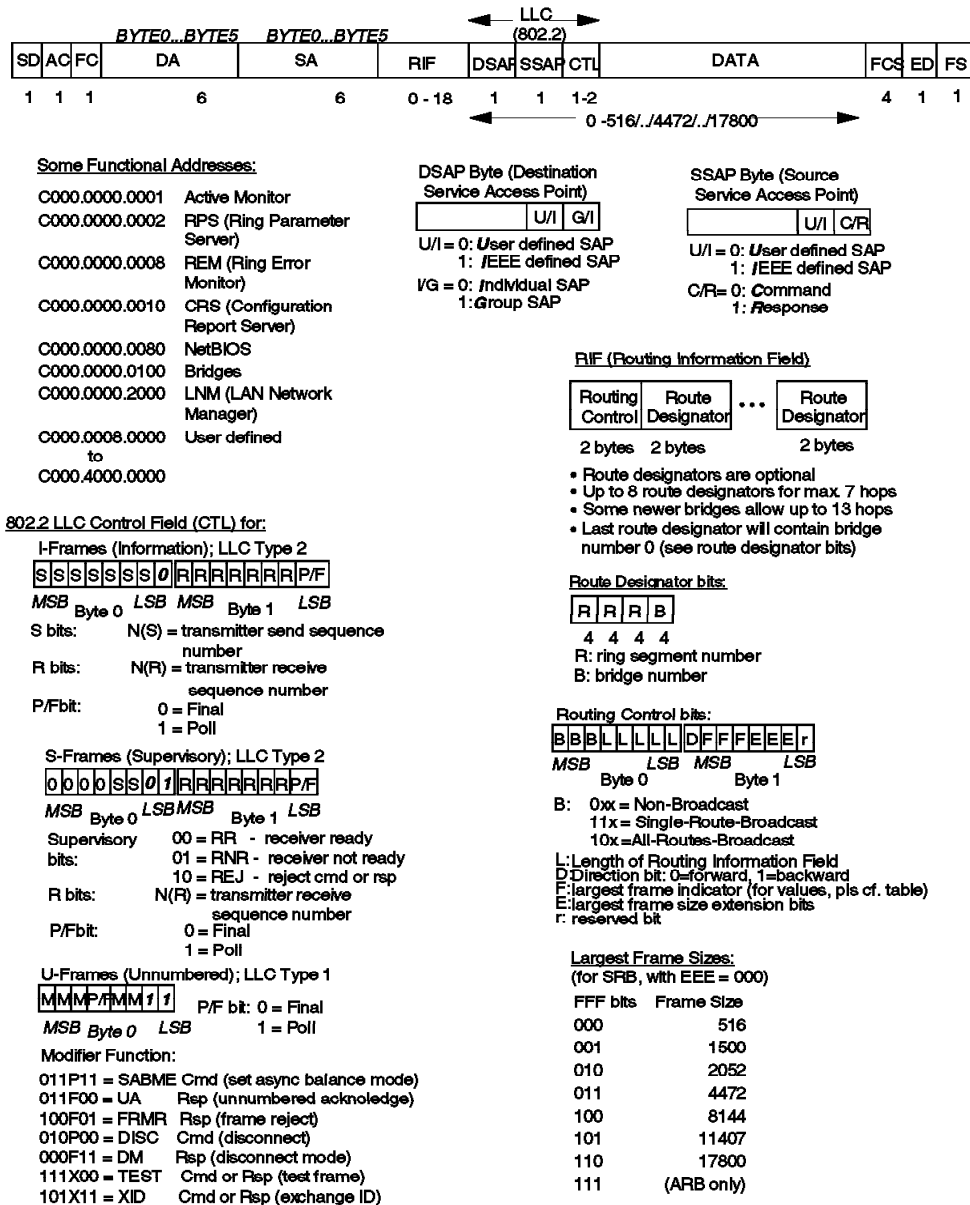 LLC
(802.2)
BYTE0...BYTE5 BYTE0...BYTE5
SD AC FC DA SA RIF DSAP SSAP CTL DATA FCS ED FS
1 1 1 6 6 0 - 18 1 1 1-2 4 1 1
0 -516/../4472/../17800
Some Functional Addresses:
C000.0000.0001 Active Monitor
C000.0000.0002 RPS (Ring Parameter
Server)
C000.0000.0008 REM (Ring Error
Monitor)
C000.0000.0010 CRS (Configuration
Report Server)
C000.0000.0080 NetBIOS
C000.0000.0100 Bridges
C000.0000.2000 LNM (LAN Network
Manager)
C000.0008.0000 User defined
to
C000.4000.0000
DSAP Byte (Destination
Service Access Point)
U/I G/I
U/I = 0: User defined SAP
1: IEEE defined SAP
I/G = 0: Individual SAP
1:Group SAP
SSAP Byte (Source
Service Access Point)
U/I C/R
U/I = 0: User defined SAP
1: IEEE defined SAP
C/R= 0: Command
1: Response
RIF (Routing Information Field)
Routing Control Route Designator ... Route Designator
2 bytes 2 bytes 2 bytes
• Route designators are optional
• Up to 8 route designators for max. 7 hops
• Some newer bridges allow up to 13 hops
• Last route designator will contain bridge
number 0 (see route designator bits)
Route Designator bits:
R R R B
4 4 4 4
R: ring segment number
B: bridge number
Routing Control bits:
B B B L L L L L D F F F E E E r
MSB LSB MSB LSB
Byte 0 Byte 1
B: 0xx = Non-Broadcast
11x = Single-Route-Broadcast
10x =All-Routes-Broadcast
L:Length of Routing Information Field
D:Direction bit: 0=forward, 1=backward
F:largest frame indicator (for values, pls cf. table)
E:largest frame size extension bits
r: reserved bit
Largest Frame Sizes:
(for SRB, with EEE = 000)
FFF bits Frame Size
000 516
001 1500
010 2052
011 4472
100 8144
101 11407
110 17800
111 (ARB only)
802.2 LLC Control Field (CTL) for:
I-Frames (Information); LLC Type 2
S S S S S S S 0 R R R R R R R P/F
MSB Byte 0 LSB MSB Byte 1 LSB
S bits: N(S) = transmitter send sequence
number
R bits: N(R) = transmitter receive
sequence number
P/Fbit: 0 = Final
1 = Poll
S-Frames (Supervisory); LLC Type 2
0 0 0 0 S S 0 1 R R R R R R R P/F
MSB Byte 0 LSB MSB Byte 1 LSB
Supervisory 00 = RR - receiver ready
bits: 01 = RNR - receiver not ready
10 = REJ - reject cmd or rsp
R bits: N(R) = transmitter receive
sequence number
P/Fbit: 0 = Final
1 = Poll
U-Frames (Unnumbered); LLC Type 1
M M M P/F M M 1 1 P/F bit: 0 = Final
MSB Byte 0 LSB 1 = Poll
Modifier Function:
011P11 = SABME Cmd (set async balance mode)
011F00 = UA Rsp (unnumbered acknoledge)
100F01 = FRMR Rsp (frame reject)
010P00 = DISC Cmd (disconnect)
000F11 = DM Rsp (disconnect mode)
111X00 = TEST Cmd or Rsp (test frame)
101X11 = XID Cmd or Rsp (exchange ID)